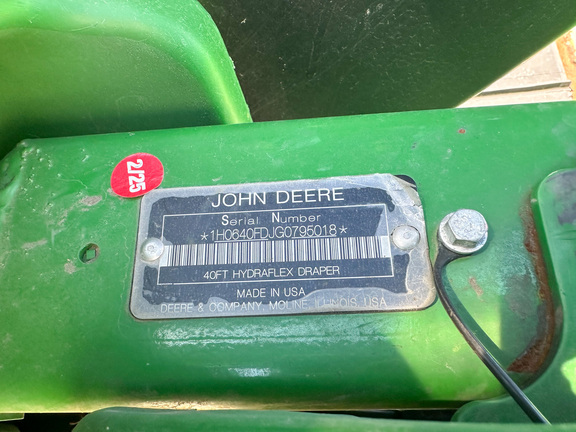 2/25
JOHN DEERE
Serial Number
*1H0640FDJG0795018*
40FT HYDRAFLEX DRAPER
MADE IN USA
DEERE & COMPANY, MOLINE, ILLINOIS, USA